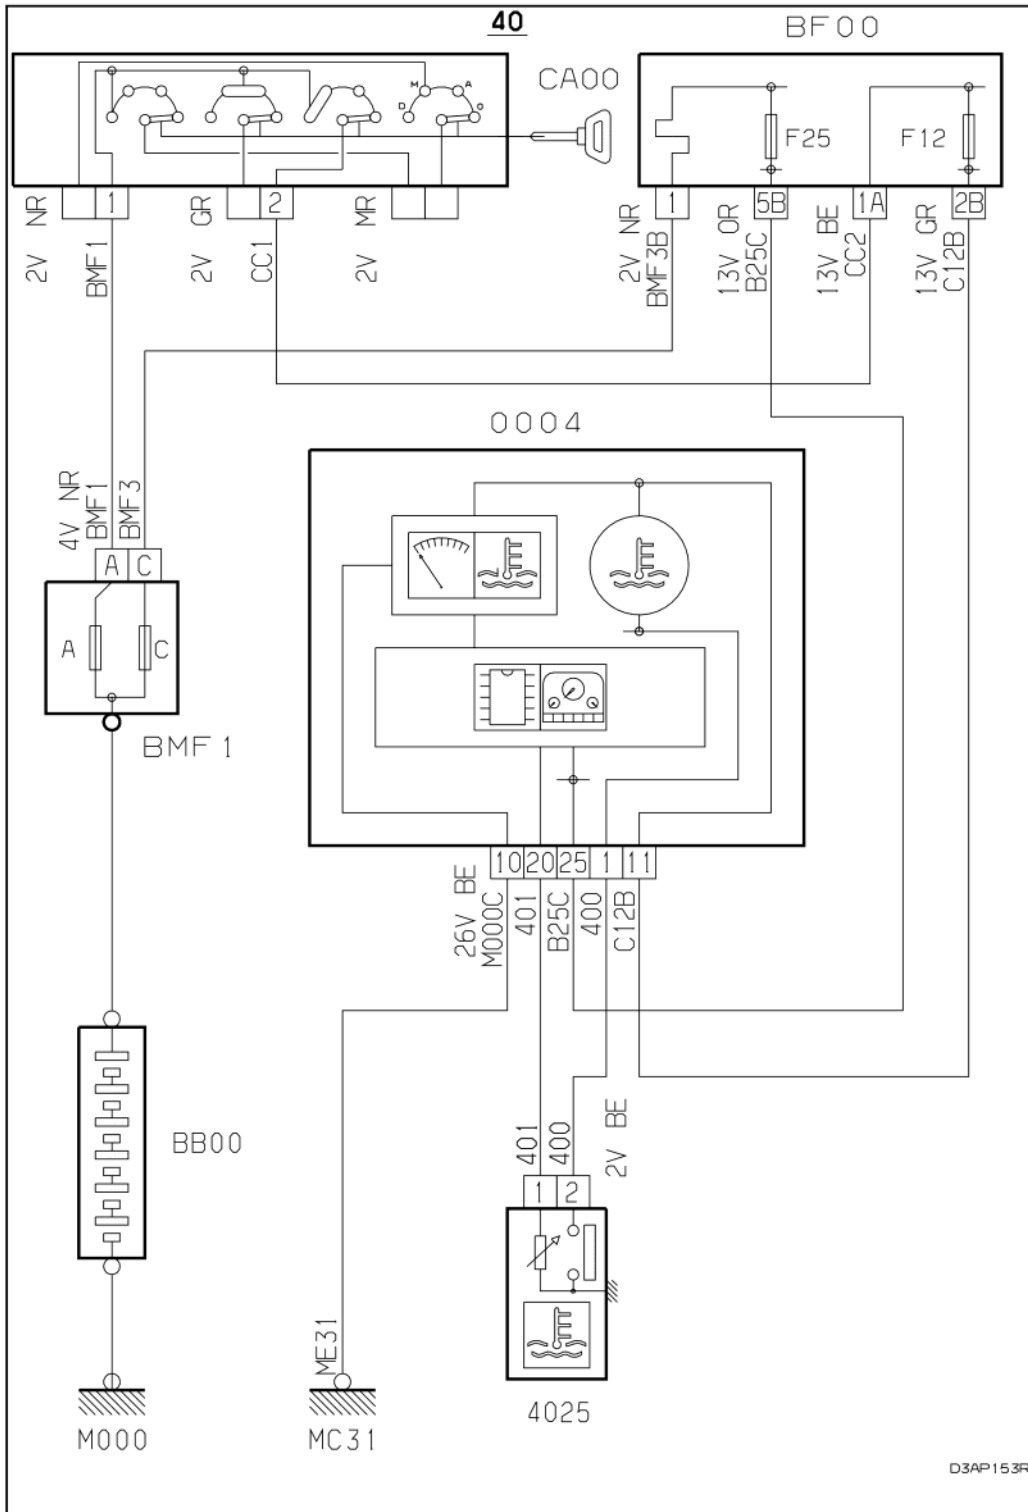 40
BF00
CA00
M A
D O
F25 F12
1 2 1 5B 1A 2B
2V NR
BMF1
2V GR
CC1
2V MR
2V NR
BMF3B
13V OR
B25C
13V BE
CC2
13V GR
C12B
0004
4V NR
BMF1
BMF3
A C
A C
BMF1
10 20 25 1 11
26V BE
M000C
401
B25C
400
C12B
BB00
401
400
2V BE
1 2
ME31
4025
M000 MC31
D3AP153R